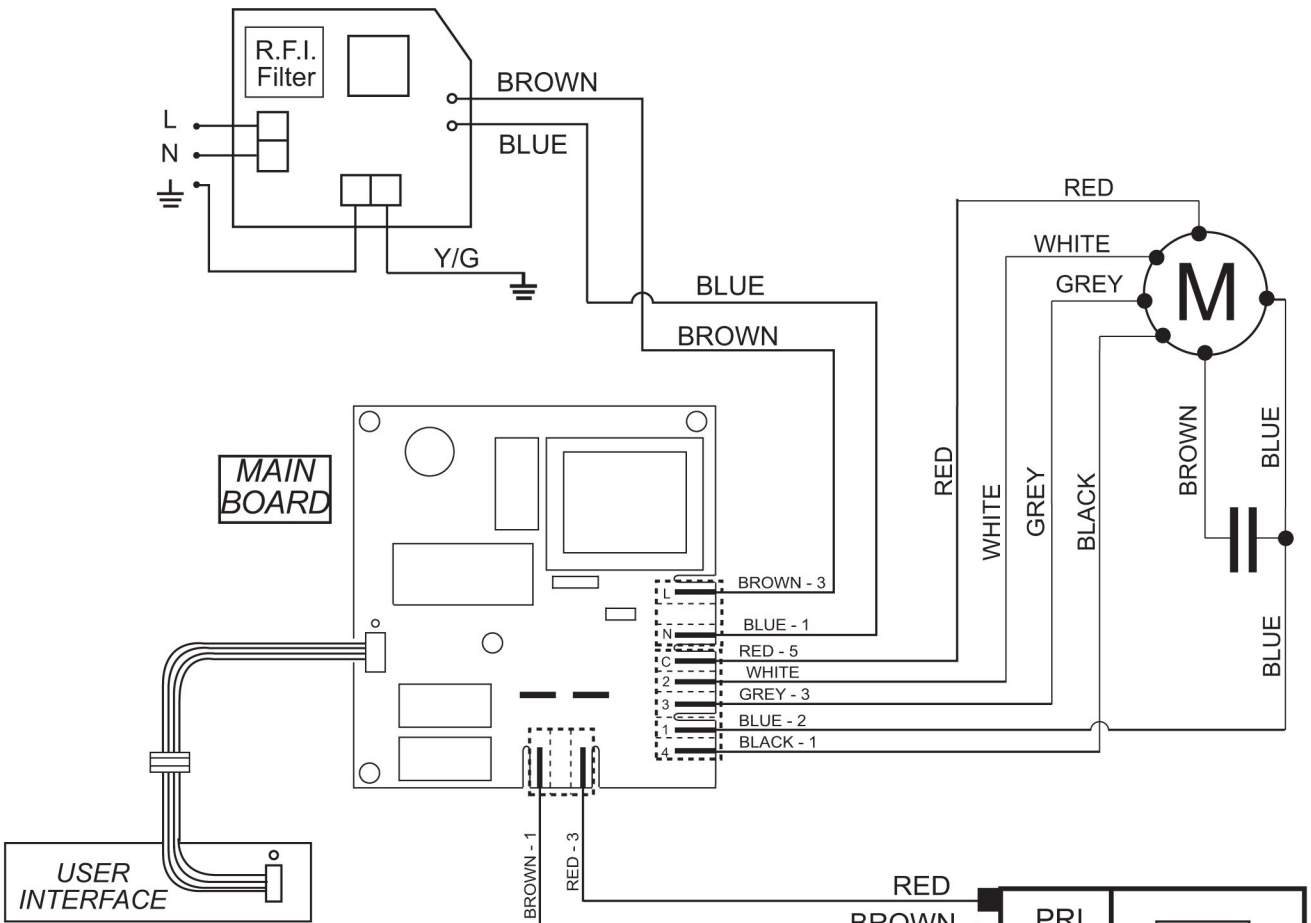 R.F.I.
Filter
BROWN
BLUE
L
N
Y/G
RED
WHITE
GREY
M
BLUE
BROWN
MAIN
BOARD
RED
WHITE
GREY
BLACK
BROWN
BLUE
BLUE
L
BROWN - 3
N
BLUE - 1
C
RED - 5
2
WHITE
3
GREY - 3
1
BLUE - 2
4
BLACK - 1
BROWN - 1
RED - 3
USER
INTERFACE
RED
BROWN
PRI